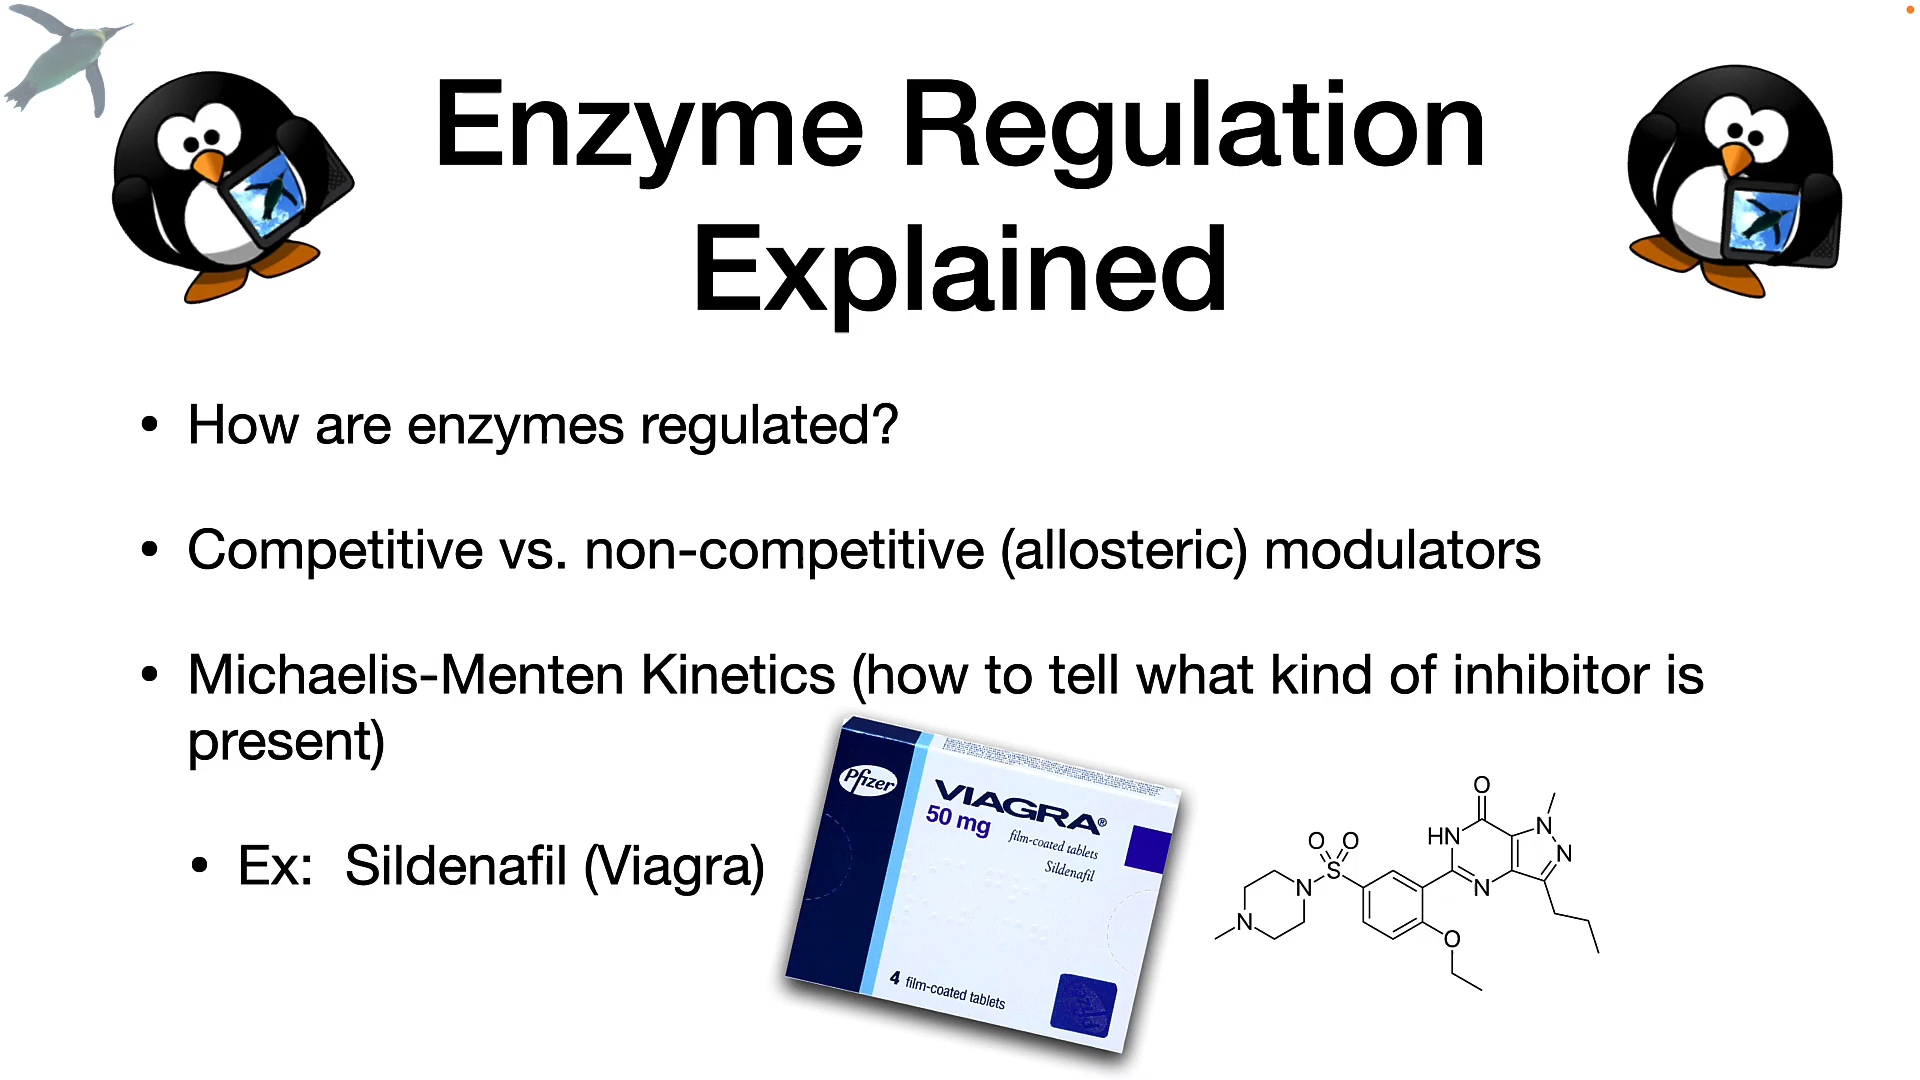 Enzyme Regulation
Explained
• How are enzymes regulated?
• Competitive vs. non-competitive (allosteric) modulators
• Michaelis-Menten Kinetics (how to tell what kind of inhibitor is
present)
• Ex: Sildenafil (Viagra)
Pfizer
VIAGRA®
50 mg
film-coated tablets
Sildenafil
4 film-coated tablets
O
N
HN
N
O O
S
N
N
N
O